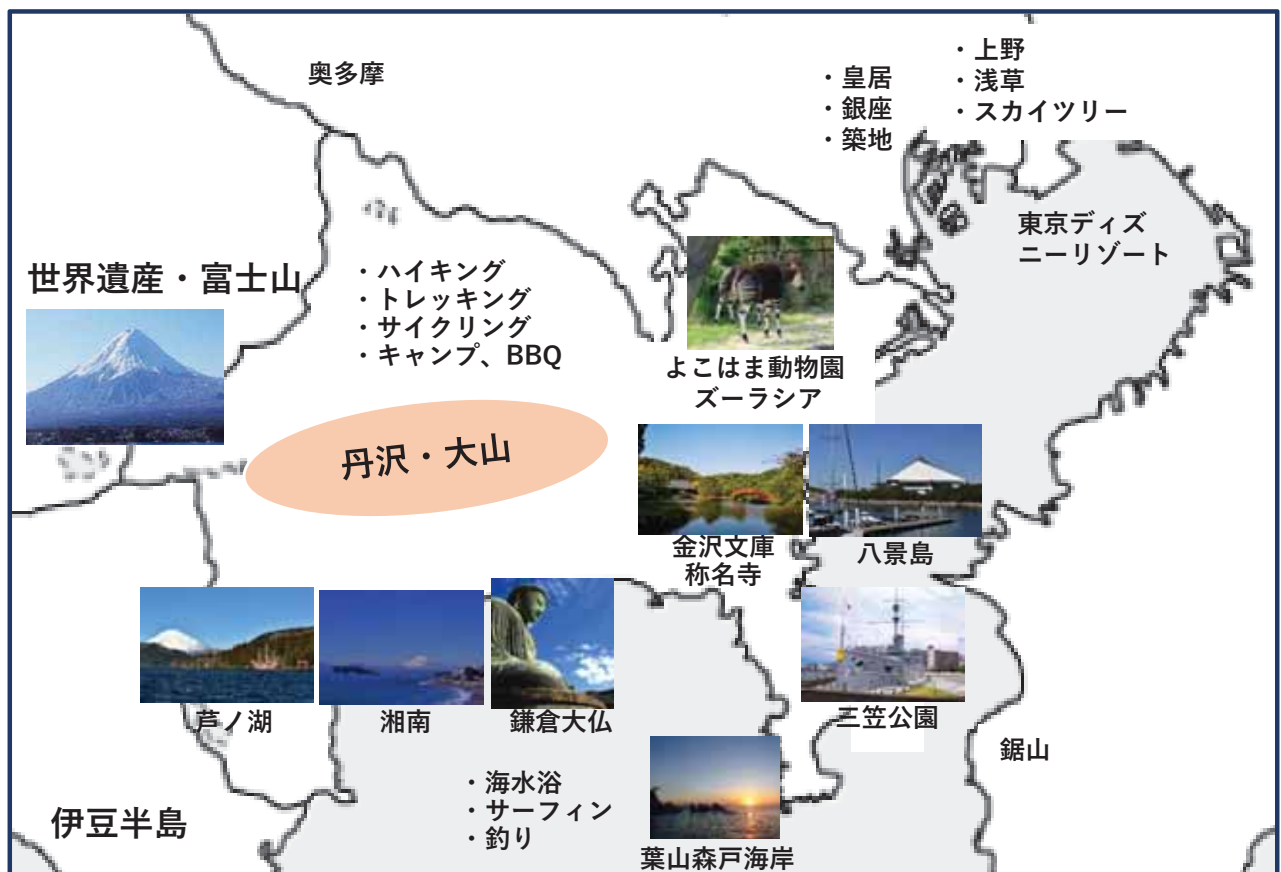 奥多摩
・上野
・浅草
・スカイツリー
・皇居
・銀座
・築地
東京ディズ
ニーリゾート
世界遺産・富士山
・ハイキング
・トレッキング
・サイクリング
・キャンプ、BBQ
よこはま動物園
ズーラシア
丹沢・大山
金沢文庫
称名寺
八景島
芦ノ湖
湘南
鎌倉大仏
三笠公園
鋸山
・海水浴
・サーフィン
・釣り
伊豆半島
葉山森戸海岸